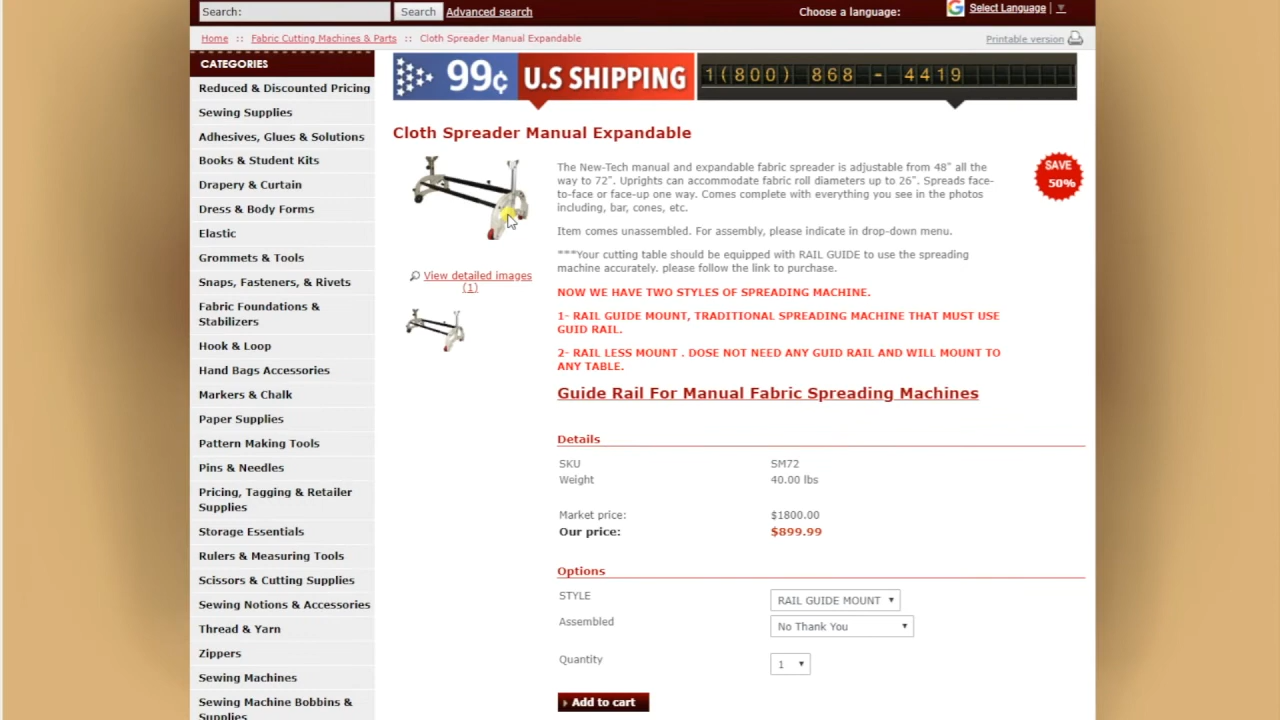 Search:
Search
Advanced search
Choose a language:
Select Language
Home :: Fabric Cutting Machines & Parts :: Cloth Spreader Manual Expandable
Printable version
CATEGORIES
Reduced & Discounted Pricing
Sewing Supplies
Adhesives, Glues & Solutions
Books & Student Kits
Drapery & Curtain
Dress & Body Forms
Elastic
Grommets & Tools
Snaps, Fasteners, & Rivets
Fabric Foundations &
Stabilizers
Hook & Loop
Hand Bags Accessories
Markers & Chalk
Paper Supplies
Pattern Making Tools
Pins & Needles
Pricing, Tagging & Retailer
Supplies
Storage Essentials
Rulers & Measuring Tools
Scissors & Cutting Supplies
Sewing Notions & Accessories
Thread & Yarn
Zippers
Sewing Machines
Sewing Machine Bobbins &
Supplies
99¢ U.S SHIPPING
1(800) 868 - 4419
Cloth Spreader Manual Expandable
View detailed images
(1)
The New-Tech manual and expandable fabric spreader is adjustable from 48" all the
way to 72". Uprights can accommodate fabric roll diameters up to 26". Spreads face-
to-face or face-up one way. Comes complete with everything you see in the photos
including, bar, cones, etc.
Item comes unassembled. For assembly, please indicate in drop-down menu.
***Your cutting table should be equipped with RAIL GUIDE to use the spreading
machine accurately. please follow the link to purchase.
NOW WE HAVE TWO STYLES OF SPREADING MACHINE.
1- RAIL GUIDE MOUNT, TRADITIONAL SPREADING MACHINE THAT MUST USE
GUID RAIL.
2- RAIL LESS MOUNT . DOSE NOT NEED ANY GUID RAIL AND WILL MOUNT TO
ANY TABLE.
Guide Rail For Manual Fabric Spreading Machines
SAVE
50%
Details
SKU SM72
Weight 40.00 lbs
Market price: $1800.00
Our price: $899.99
Options
STYLE RAIL GUIDE MOUNT
Assembled No Thank You
Quantity 1
Add to cart